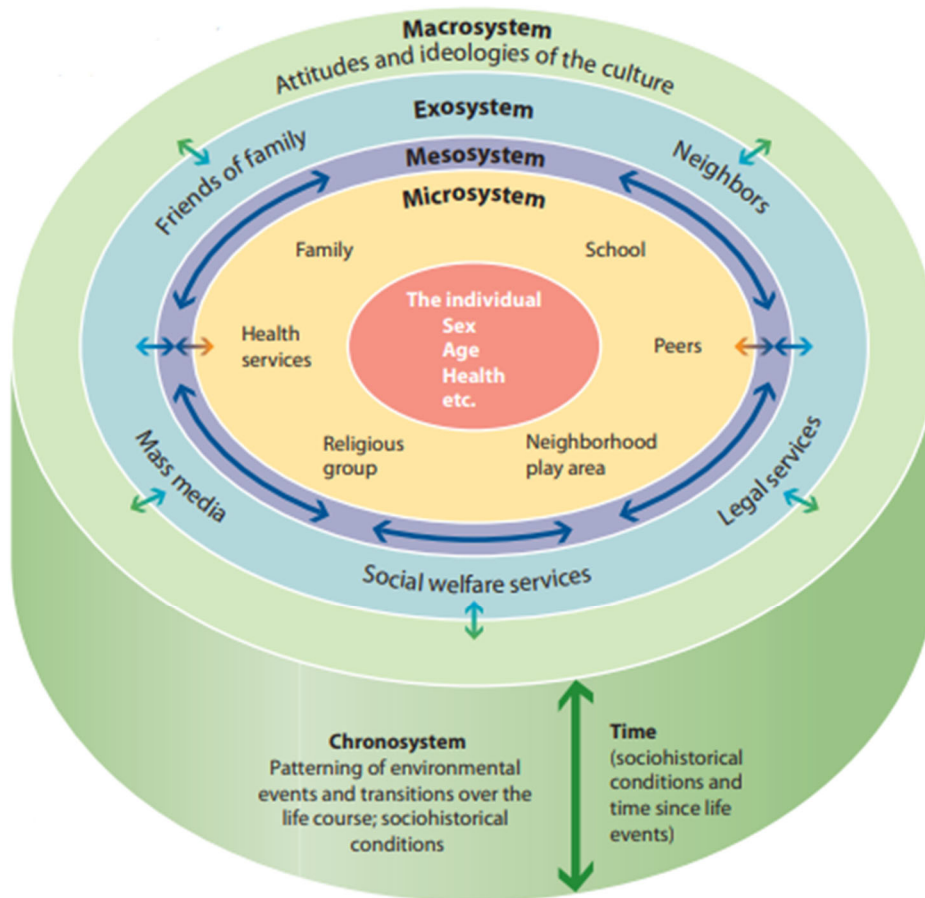 Macrosystem
Attitudes and ideologies of the culture
Exosystem
Friends of family
Neighbors
Mesosystem
Microsystem
Family
School
The individual
Sex
Age
Health
etc.
Health
services
Peers
Religious
group
Neighborhood
play area
Mass media
Legal services
Social welfare services
Chronosystem
Patterning of environmental
events and transitions over the
life course; sociohistorical
conditions
Time
(sociohistorical
conditions and
time since life
events)